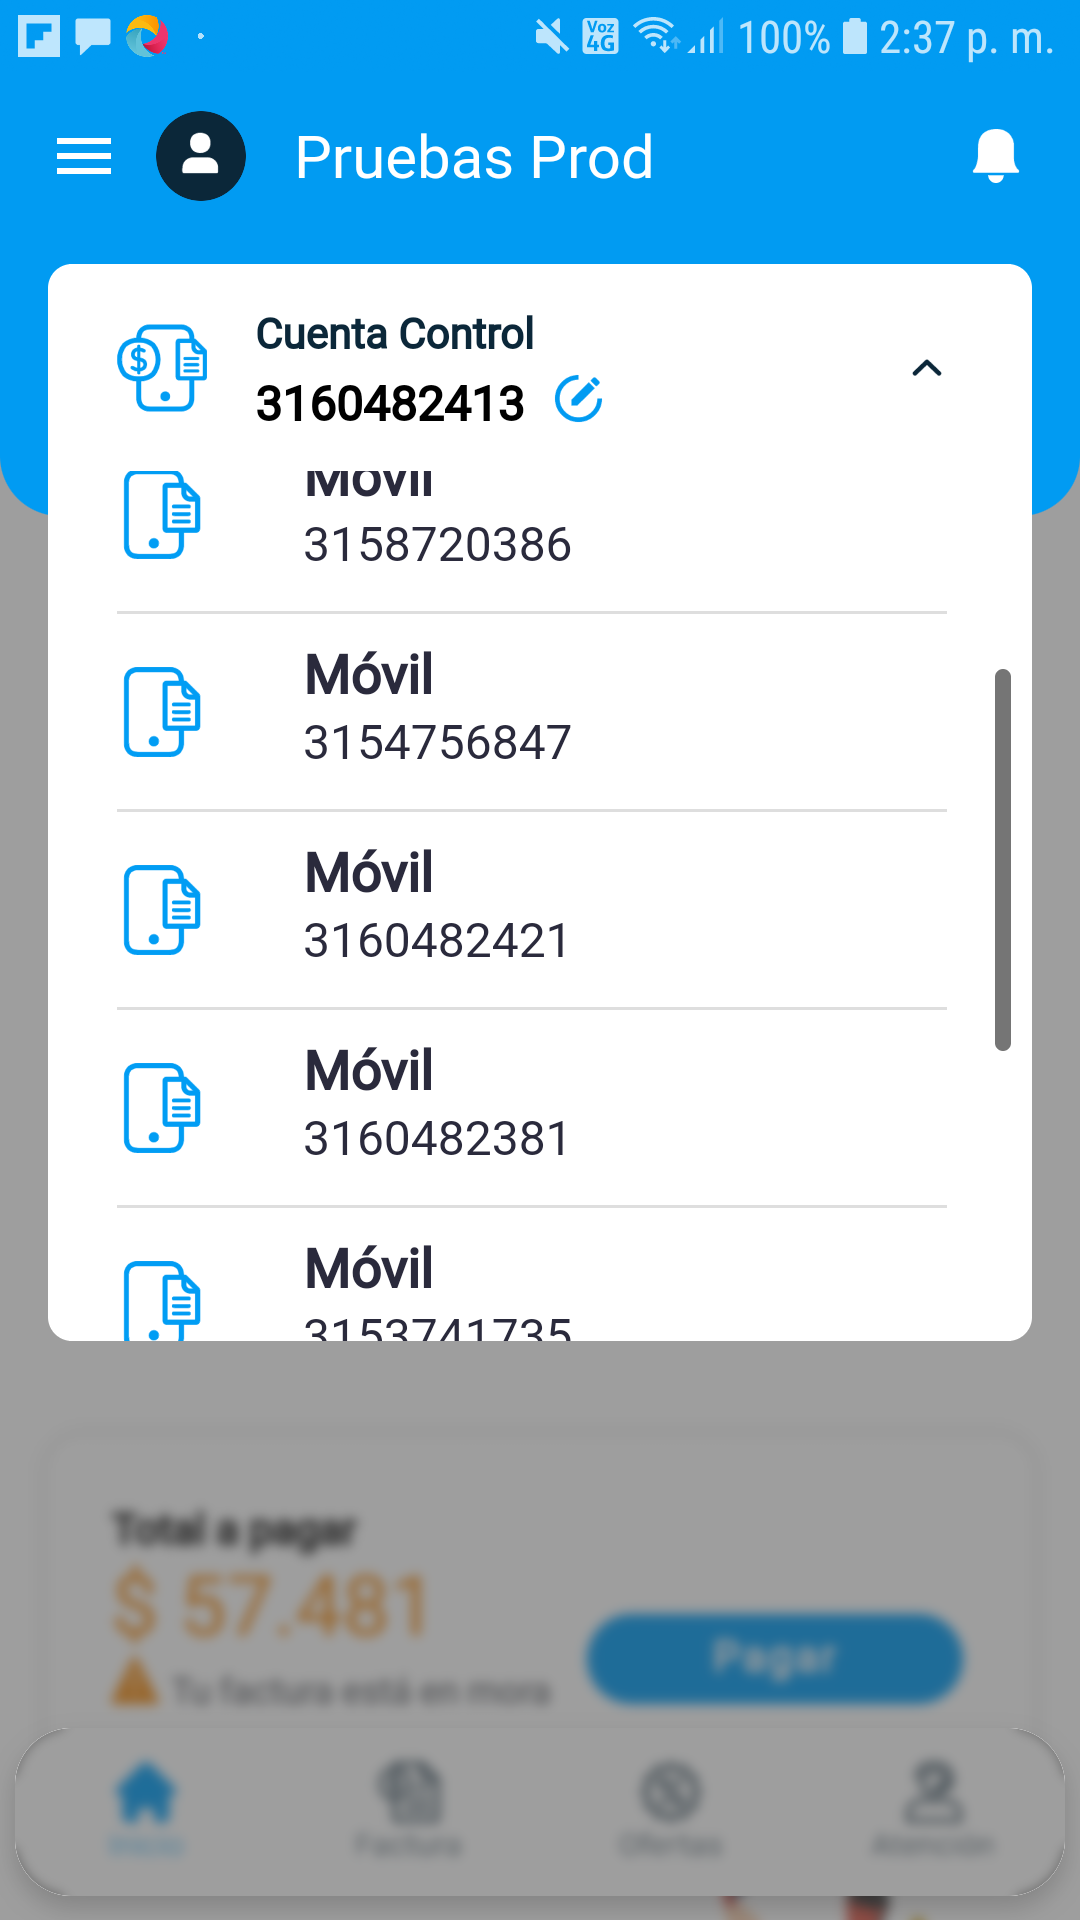 Voz 4G 100% 2:37 p. m.
Pruebas Prod
Cuenta Control
3160482413
Móvil
3158720386
Móvil
3154756847
Móvil
3160482421
Móvil
3160482381
Móvil
3153741735
Total a pagar
$ 57.481
Tu factura está en mora
Pagar
Inicio Factura Ofertas Atención